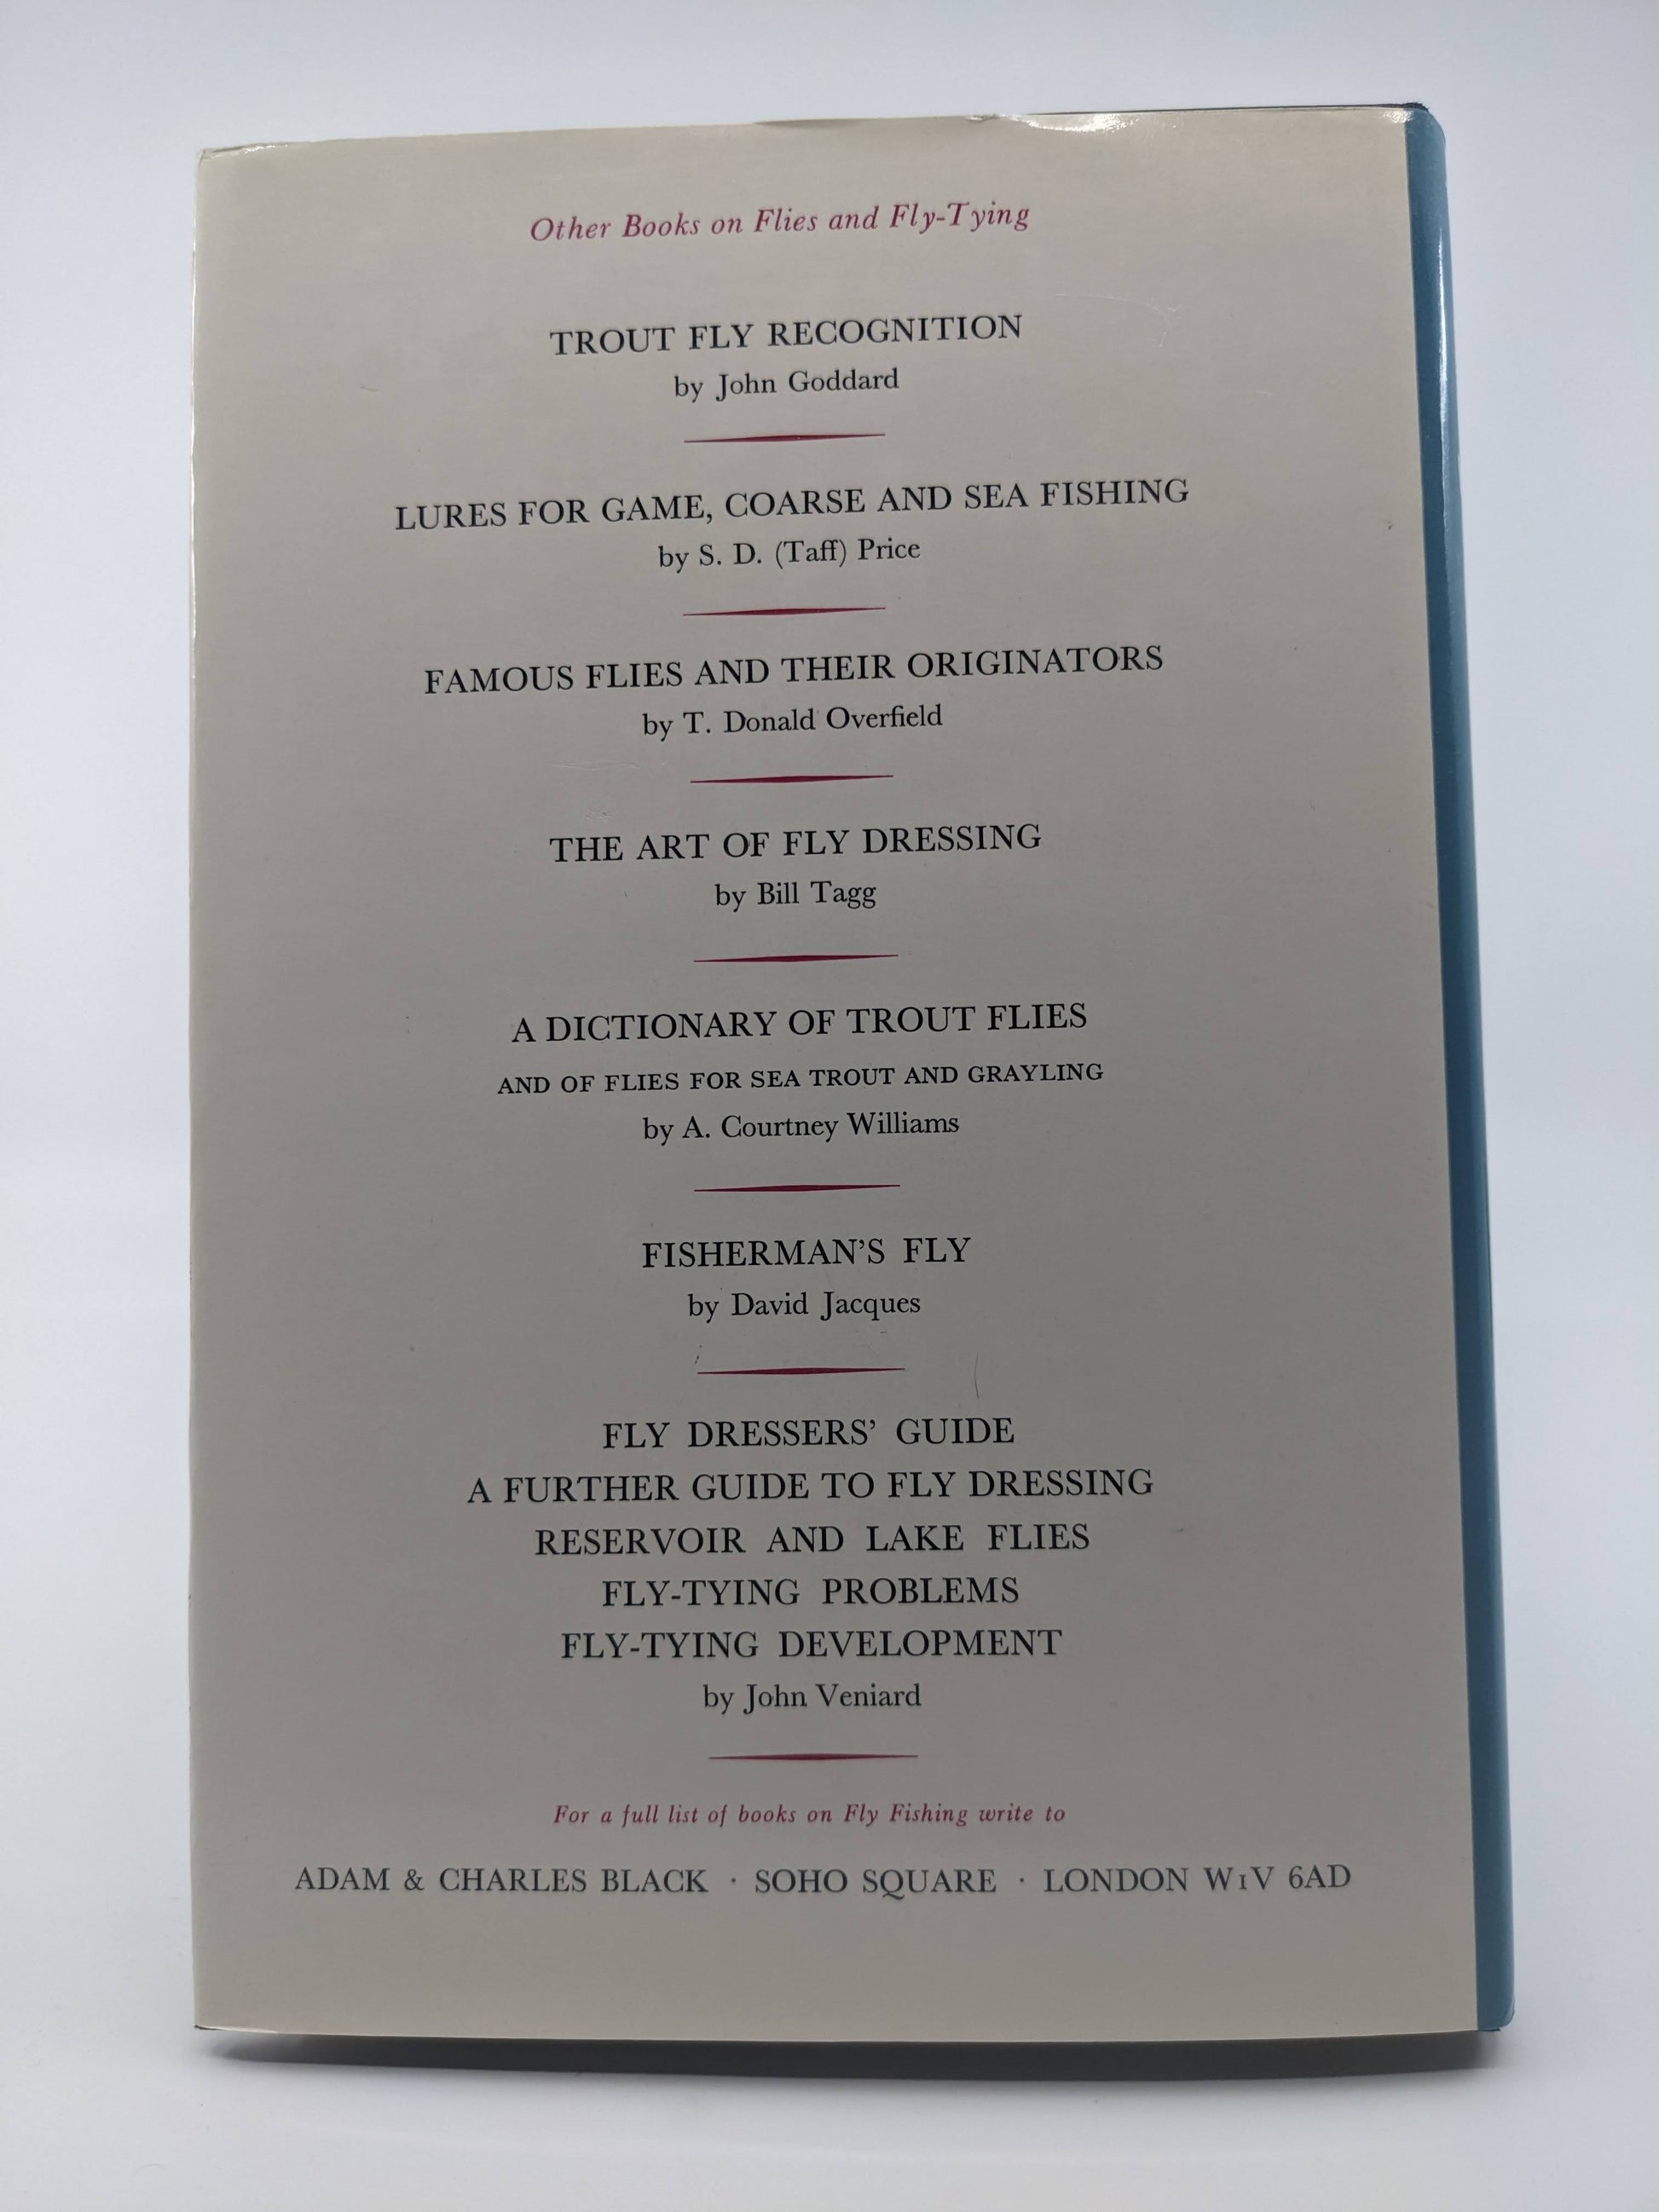 Other Books on Flies and Fly-Tying
TROUT FLY RECOGNITION
by John Goddard
LURES FOR GAME, COARSE AND SEA FISHING
by S. D. (Taff) Price
FAMOUS FLIES AND THEIR ORIGINATORS
by T. Donald Overfield
THE ART OF FLY DRESSING
by Bill Tagg
A DICTIONARY OF TROUT FLIES
AND OF FLIES FOR SEA TROUT AND GRAYLING
by A. Courtney Williams
FISHERMAN’S FLY
by David Jacques
FLY DRESSERS’ GUIDE
A FURTHER GUIDE TO FLY DRESSING
RESERVOIR AND LAKE FLIES
FLY-TYING PROBLEMS
FLY-TYING DEVELOPMENT
by John Veniard
For a full list of books on Fly Fishing write to
ADAM & CHARLES BLACK · SOHO SQUARE · LONDON W1V 6AD